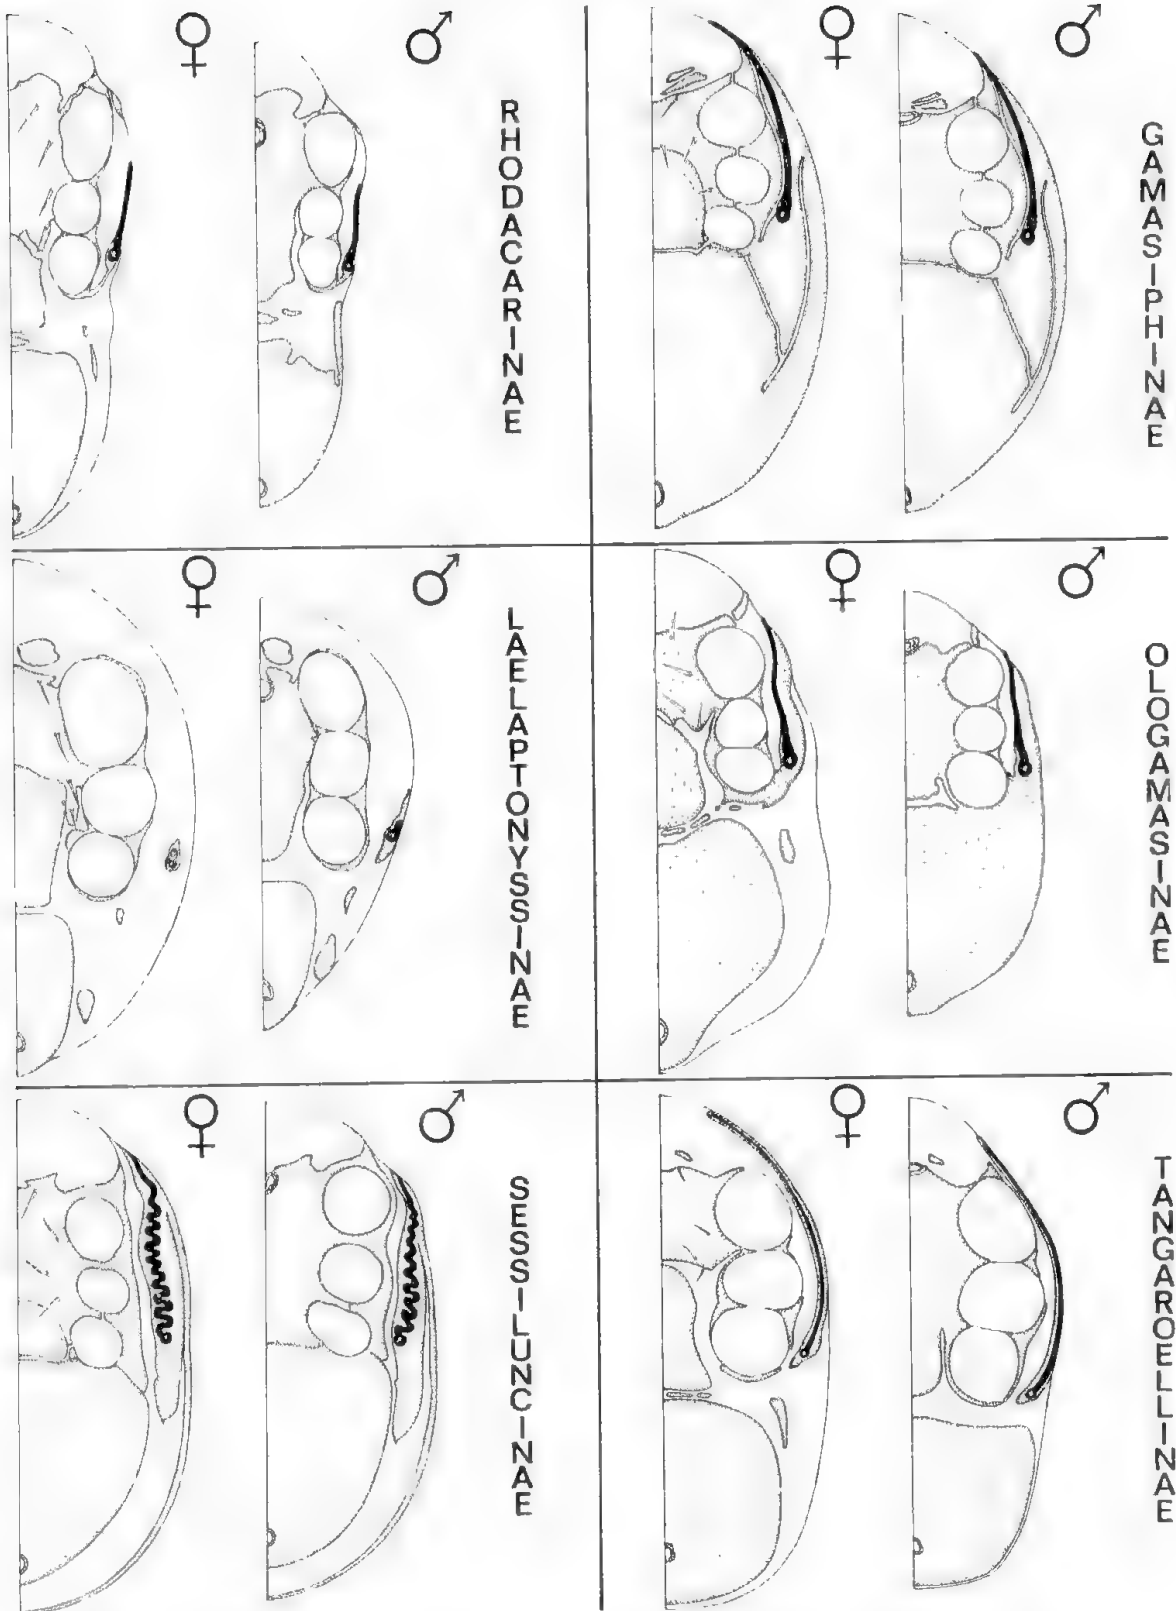 ♀ ♂
RHODACARINAE
♀ ♂
GAMASIPHINAE
♀ ♂
LAELAPTONYSSINAE
♀ ♂
OLOGAMASINAE
♀ ♂
SESSILUNCINAE
♀ ♂
TANGAROELLINAE